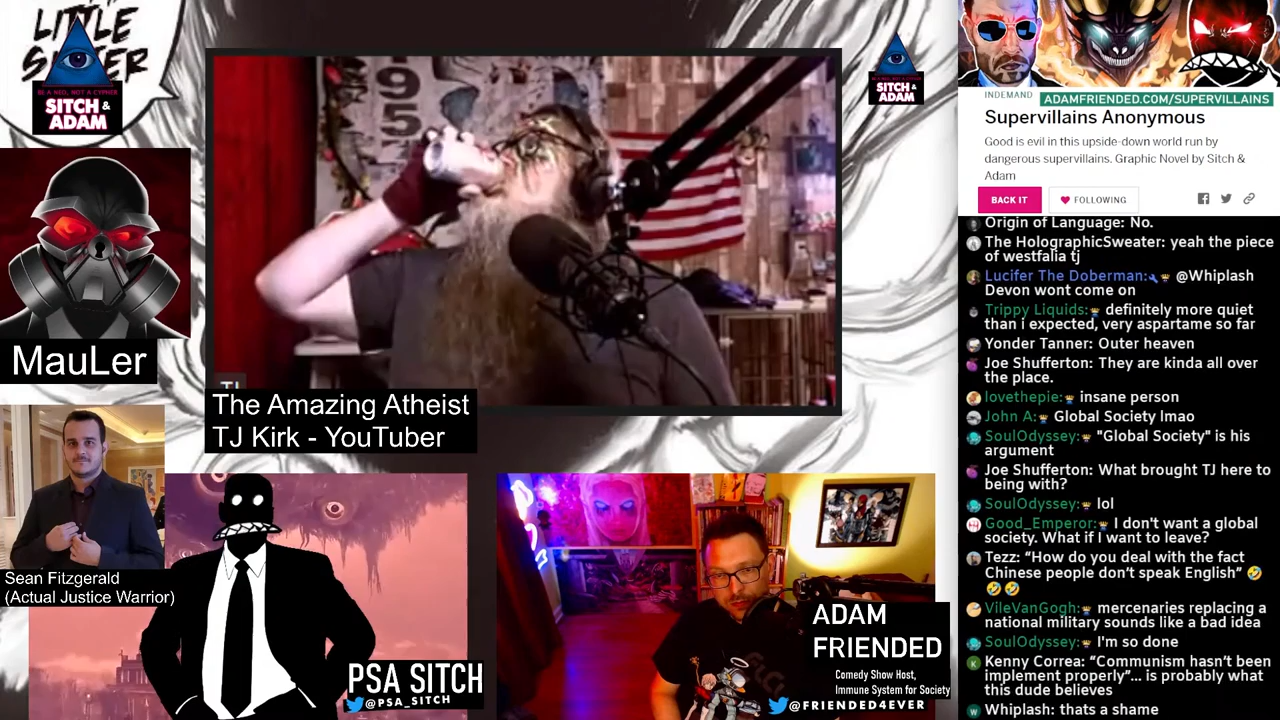 LITTLE
BE A NEO, NOT A CYPHER
SITCH &
ADAM
MauLer
Sean Fitzgerald
(Actual Justice Warrior)
195
TJ
The Amazing Atheist
TJ Kirk - YouTuber
SITCH &
ADAM
PSA SITCH
@PSA_SITCH
ADAM
FRIENDED
Comedy Show Host,
Immune System for Society
@FRIENDED4EVER
INDEMAND
ADAMFRIENDED.COM/SUPERVILLAINS
Supervillains Anonymous
Good is evil in this upside-down world run by
dangerous supervillains. Graphic Novel by Sitch &
Adam
BACK IT
FOLLOWING
Origin of Language: No.
The HolographicSweater: yeah the piece
of westfalia tj
Lucifer The Doberman: @Whiplash
Devon wont come on
Trippy Liquids: definitely more quiet
than i expected, very aspartame so far
Yonder Tanner: Outer heaven
Joe Shufferton: They are kinda all over
the place.
lovethepie: insane person
John A: Global Society lmao
SoulOdyssey: "Global Society" is his
argument
Joe Shufferton: What brought TJ here to
being with?
SoulOdyssey: lol
Good_Emperor: I don't want a global
society. What if I want to leave?
Tezz: “How do you deal with the fact
Chinese people don’t speak English” 🤣
🤣🤣
VileVanGogh: mercenaries replacing a
national military sounds like a bad idea
SoulOdyssey: I'm so done
K
Kenny Correa: “Communism hasn’t been
implement properly”... is probably what
this dude believes
W
Whiplash: thats a shame